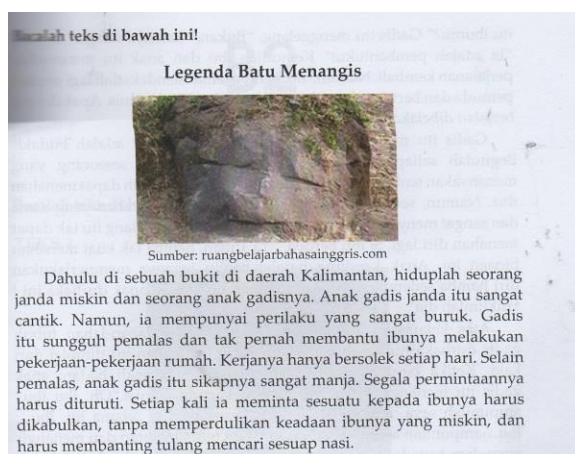 Bacalah teks di bawah ini!
Legenda Batu Menangis
Sumber: ruangbelajarbahasainggris.com
Dahulu di sebuah bukit di daerah Kalimantan, hiduplah seorang
janda miskin dan seorang anak gadisnya. Anak gadis janda itu sangat
cantik. Namun, ia mempunyai perilaku yang sangat buruk. Gadis
itu sungguh pemalas dan tak pernah membantu ibunya melakukan
pekerjaan-pekerjaan rumah. Kerjanya hanya bersolek setiap hari. Selain
pemalas, anak gadis itu sikapnya sangat manja. Segala permintaannya
harus dituruti. Setiap kali ia meminta sesuatu kepada ibunya harus
dikabulkan, tanpa memperdulikan keadaan ibunya yang miskin, dan
harus membanting tulang mencari sesuap nasi.